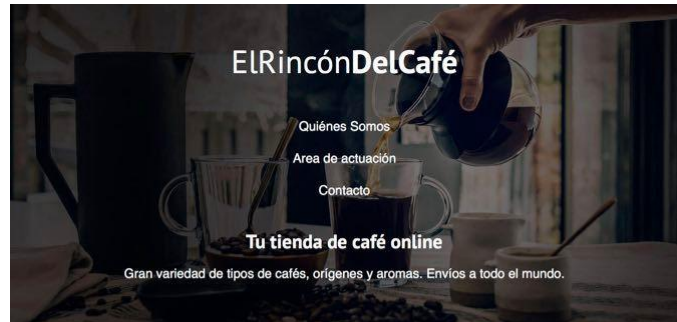 ElRincónDelCafé
Quiénes Somos
Area de actuación
Contacto
Tu tienda de café online
Gran variedad de tipos de cafés, orígenes y aromas. Envíos a todo el mundo.